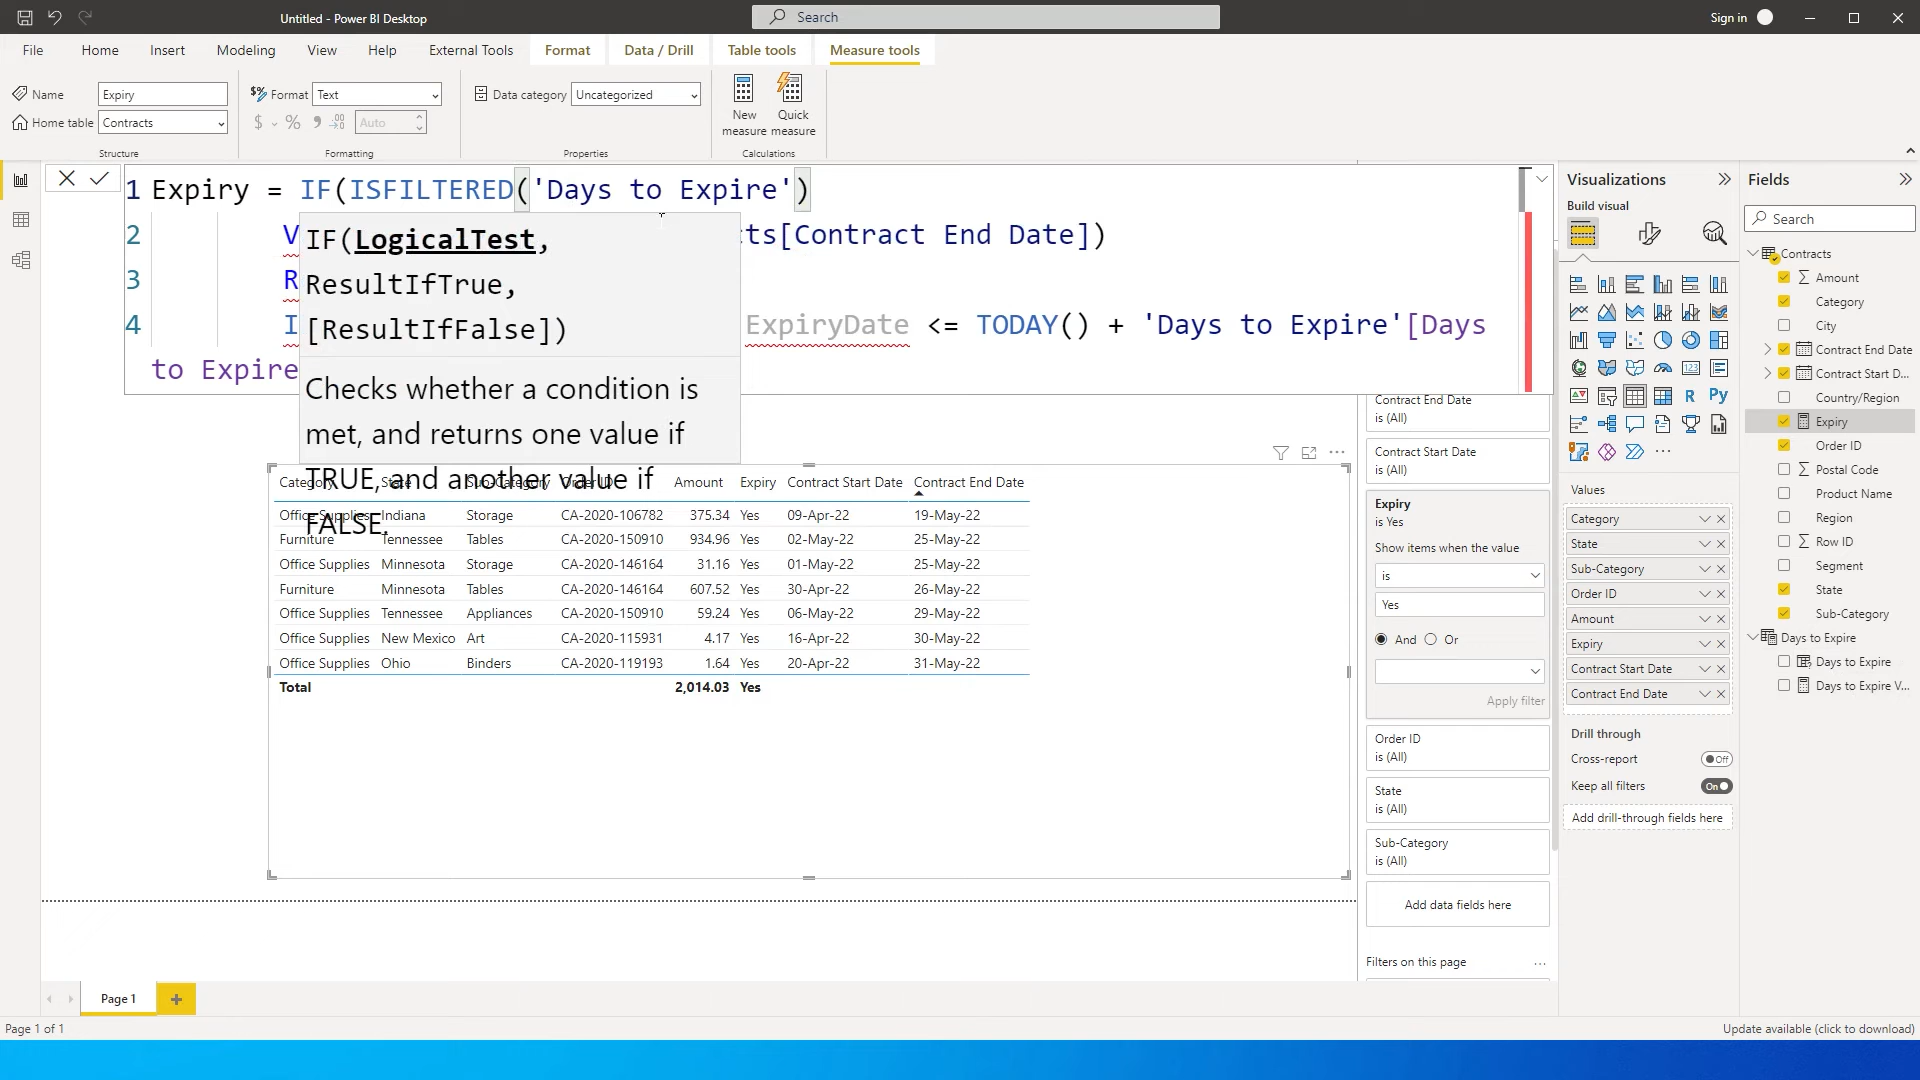 Untitled - Power BI Desktop
Search
Sign in
File Home Insert Modeling View Help External Tools Format Data / Drill Table tools Measure tools
Name Expiry
Home table Contracts
Structure
Format Text
$ % 9 Auto
Formatting
Data category Uncategorized
Properties
New measure
Quick measure
Calculations
1 Expiry = IF(ISFILTERED('Days to Expire')
2 V cts[Contract End Date])
3 R
4 I ExpiryDate <= TODAY() + 'Days to Expire'[Days
to Expire
IF(LogicalTest,
ResultIfTrue,
[ResultIfFalse])
Checks whether a condition is
met, and returns one value if
TRUE, and another value if
FALSE.
Category State Sub-Category Order ID Amount Expiry Contract Start Date Contract End Date
Office Supplies Indiana Storage CA-2020-106782 375.34 Yes 09-Apr-22 19-May-22
Furniture Tennessee Tables CA-2020-150910 934.96 Yes 02-May-22 25-May-22
Office Supplies Minnesota Storage CA-2020-146164 31.16 Yes 01-May-22 25-May-22
Furniture Minnesota Tables CA-2020-146164 607.52 Yes 30-Apr-22 26-May-22
Office Supplies Tennessee Appliances CA-2020-150910 59.24 Yes 06-May-22 29-May-22
Office Supplies New Mexico Art CA-2020-115931 4.17 Yes 16-Apr-22 30-May-22
Office Supplies Ohio Binders CA-2020-119193 1.64 Yes 20-Apr-22 31-May-22
Total 2,014.03 Yes
Contract End Date
is (All)
Contract Start Date
is (All)
Expiry
is Yes
Show items when the value
is
Yes
And Or
Apply filter
Order ID
is (All)
State
is (All)
Sub-Category
is (All)
Add data fields here
Filters on this page
Visualizations
Build visual
Values
Category
State
Sub-Category
Order ID
Amount
Expiry
Contract Start Date
Contract End Date
Drill through
Cross-report Off
Keep all filters On
Add drill-through fields here
Fields
Search
Contracts
Amount
Category
City
Contract End Date
Contract Start D...
Country/Region
Expiry
Order ID
Postal Code
Product Name
Region
Row ID
Segment
State
Sub-Category
Days to Expire
Days to Expire
Days to Expire V...
Page 1
Page 1 of 1
Update available (click to download)